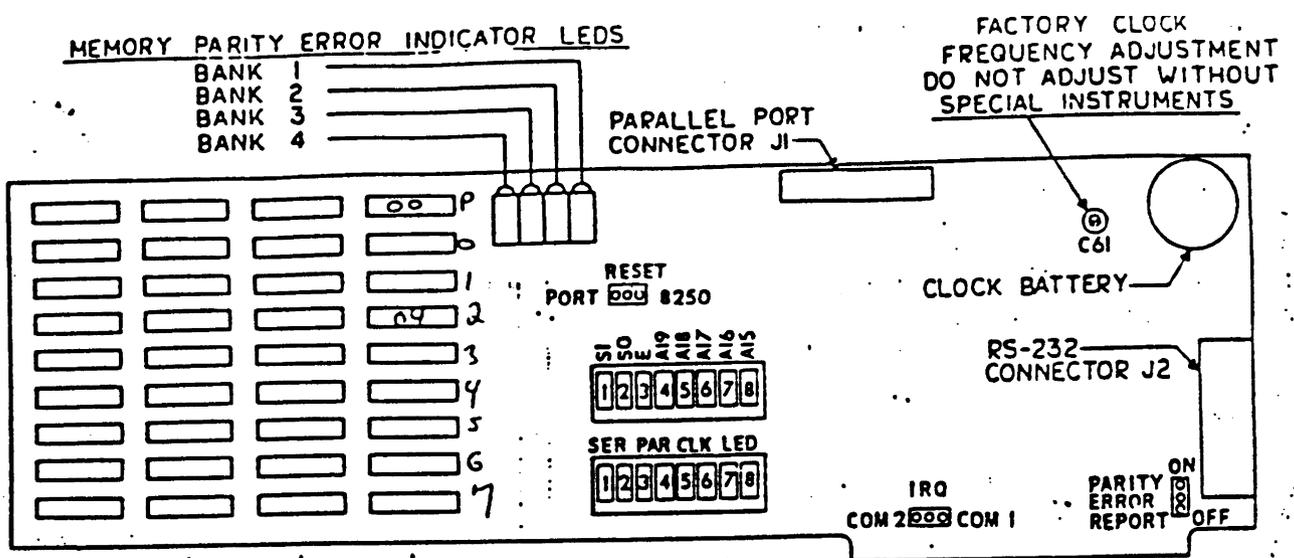 MEMORY PARITY ERROR INDICATOR LEDS
BANK 1
BANK 2
BANK 3
BANK 4
PARALLEL PORT
CONNECTOR J1
FACTORY CLOCK
FREQUENCY ADJUSTMENT
DO NOT ADJUST WITHOUT
SPECIAL INSTRUMENTS
00 P
0
1
04 2
3
4
5
6
7
C61
CLOCK BATTERY
RESET
PORT 8250
S1 S0 E A19 A18 A17 A16 A15
1 2 3 4 5 6 7 8
SER PAR CLK LED
1 2 3 4 5 6 7 8
RS-232
CONNECTOR J2
IRQ
COM 2 COM 1
ON
PARITY
ERROR
REPORT OFF